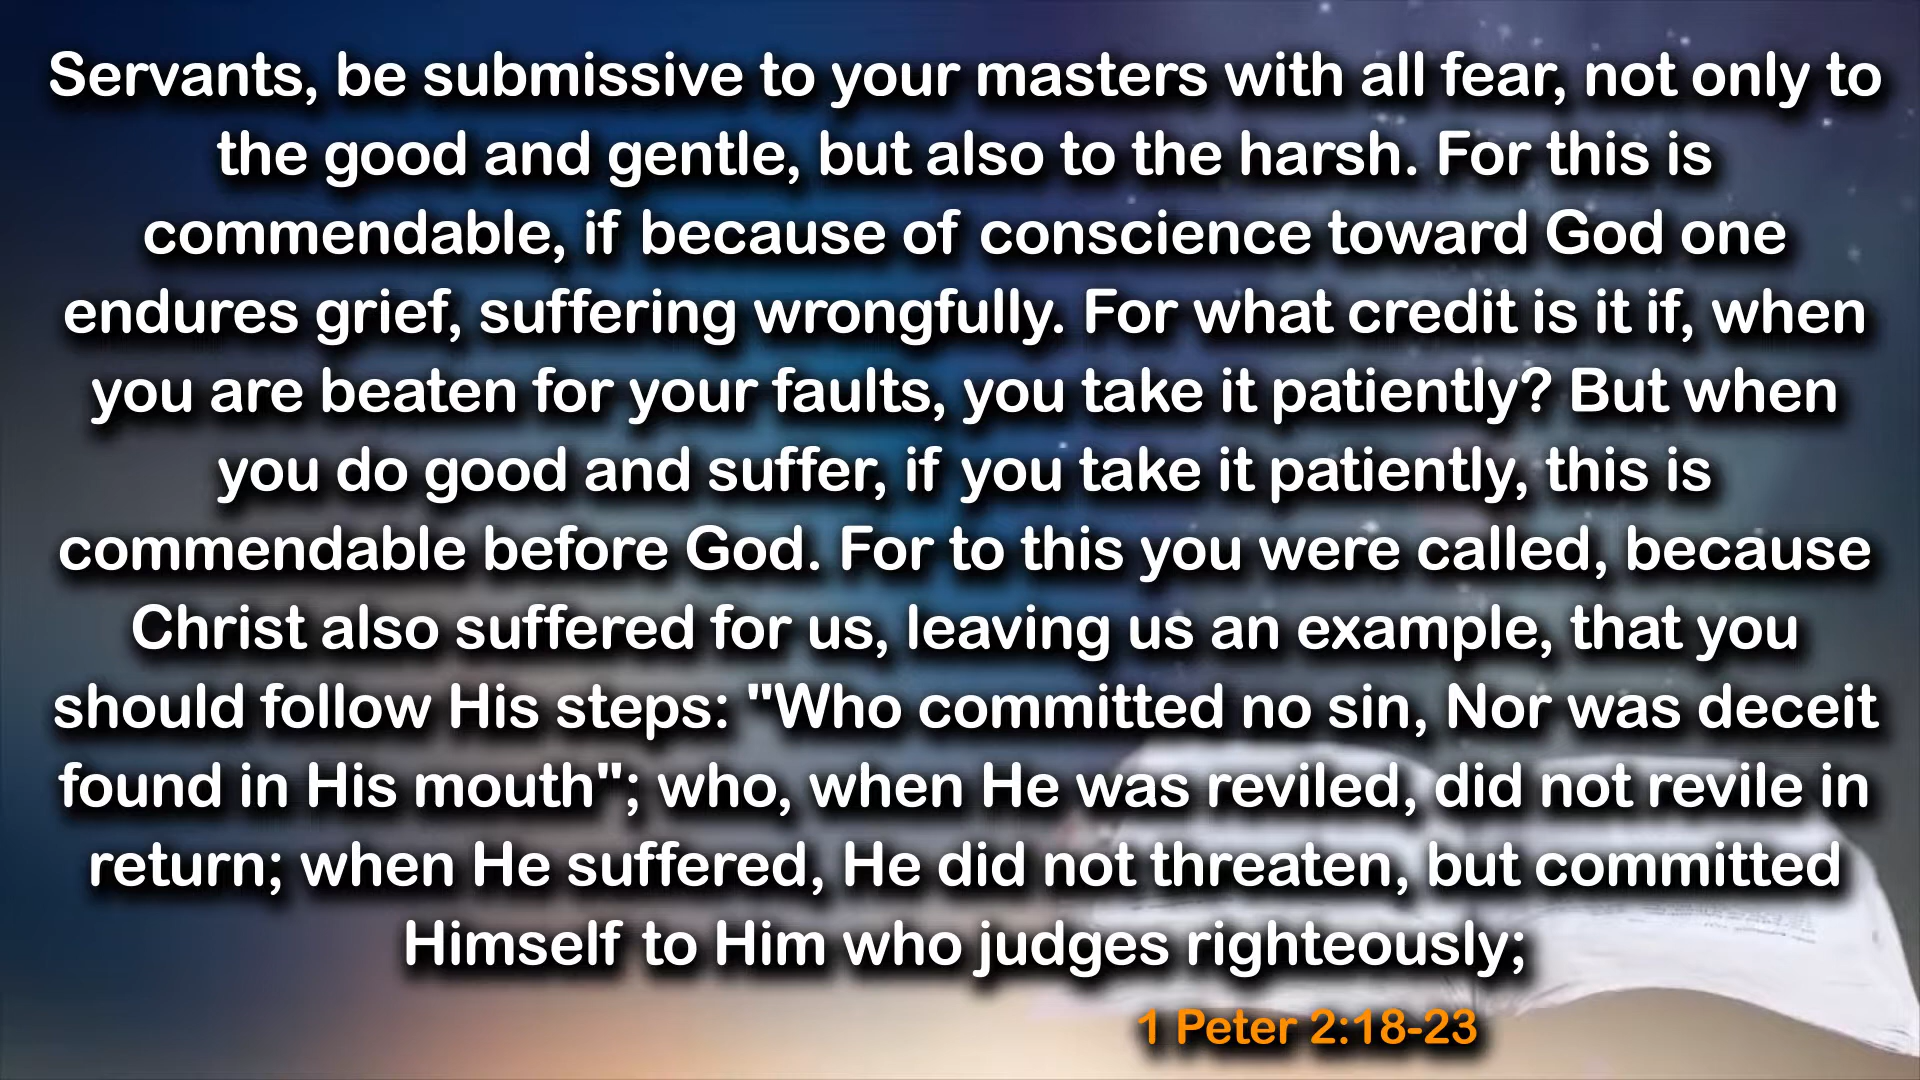 Servants, be submissive to your masters with all fear, not only to
the good and gentle, but also to the harsh. For this is
commendable, if because of conscience toward God one
endures grief, suffering wrongfully. For what credit is it if, when
you are beaten for your faults, you take it patiently? But when
you do good and suffer, if you take it patiently, this is
commendable before God. For to this you were called, because
Christ also suffered for us, leaving us an example, that you
should follow His steps: "Who committed no sin, Nor was deceit
found in His mouth"; who, when He was reviled, did not revile in
return; when He suffered, He did not threaten, but committed
Himself to Him who judges righteously;
1 Peter 2:18-23